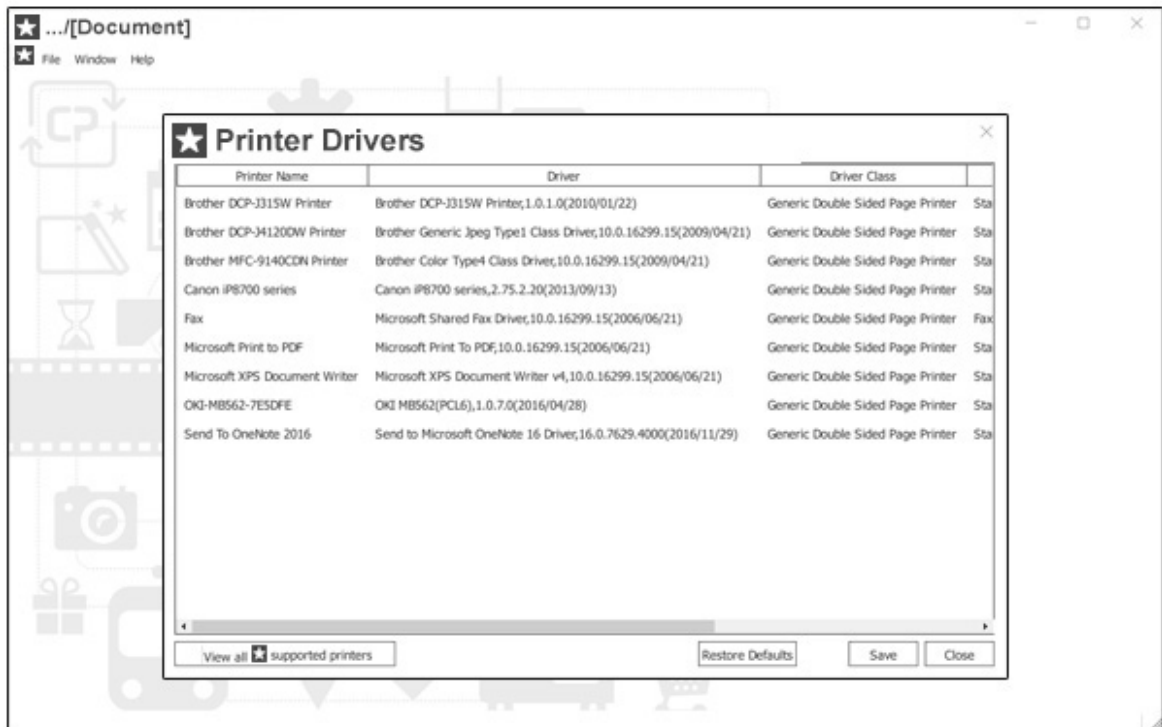 .../[Document]
File Window Help
CP
Printer Drivers
Printer Name Driver Driver Class
Brother DCP-J315W Printer Brother DCP-J315W Printer,1.0.1.0(2010/01/22) Generic Double Sided Page Printer Sta
Brother DCP-J4120DW Printer Brother Generic Jpeg Type1 Class Driver,10.0.16299.15(2009/04/21) Generic Double Sided Page Printer Sta
Brother MFC-9140CDN Printer Brother Color Type4 Class Driver,10.0.16299.15(2009/04/21) Generic Double Sided Page Printer Sta
Canon iP8700 series Canon iP8700 series,2.75.2.20(2013/09/13) Generic Double Sided Page Printer Sta
Fax Microsoft Shared Fax Driver,10.0.16299.15(2006/06/21) Generic Double Sided Page Printer Fax
Microsoft Print to PDF Microsoft Print To PDF,10.0.16299.15(2006/06/21) Generic Double Sided Page Printer Sta
Microsoft XPS Document Writer Microsoft XPS Document Writer v4,10.0.16299.15(2006/06/21) Generic Double Sided Page Printer Sta
OKI-MB562-7E5DFE OKI MB562(PCL6),1.0.7.0(2016/04/28) Generic Double Sided Page Printer Sta
Send To OneNote 2016 Send to Microsoft OneNote 16 Driver,16.0.7629.4000(2016/11/29) Generic Double Sided Page Printer Sta
View all supported printers Restore Defaults Save Close